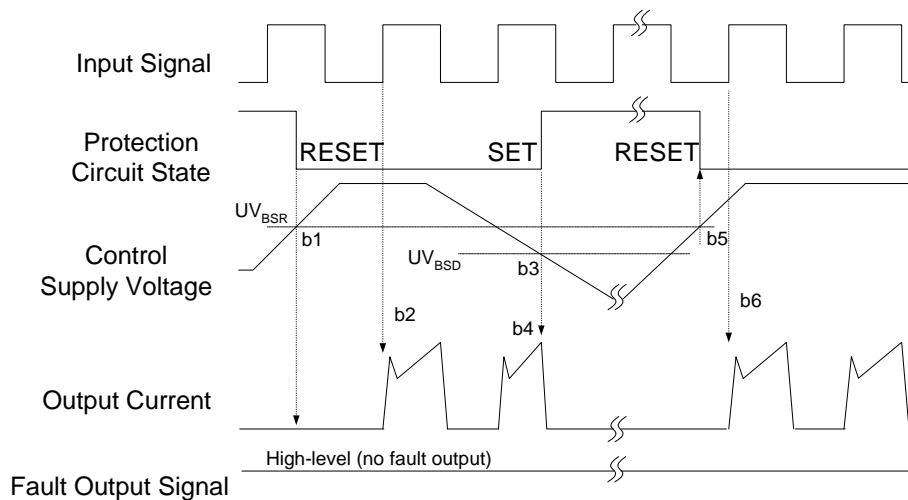 Input Signal
Protection
Circuit State
RESET
SET
RESET
UV_BSR
b1
Control
Supply Voltage
UV_BSD
b3
b5
b2
b4
b6
Output Current
High-level (no fault output)
Fault Output Signal